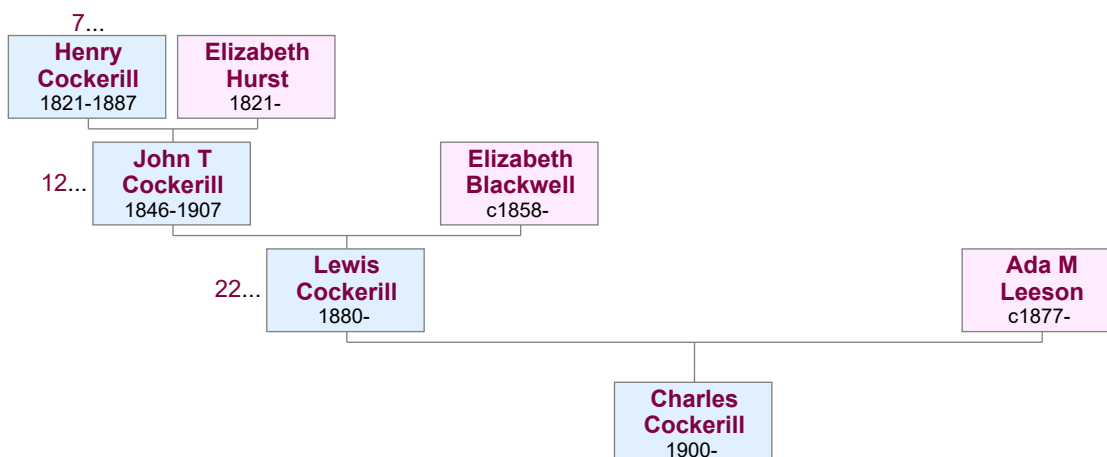 7...
Henry
Cockerill
1821-1887
Elizabeth
Hurst
1821-
12...
John T
Cockerill
1846-1907
Elizabeth
Blackwell
c1858-
22...
Lewis
Cockerill
1880-
Ada M
Leeson
c1877-
Charles
Cockerill
1900-